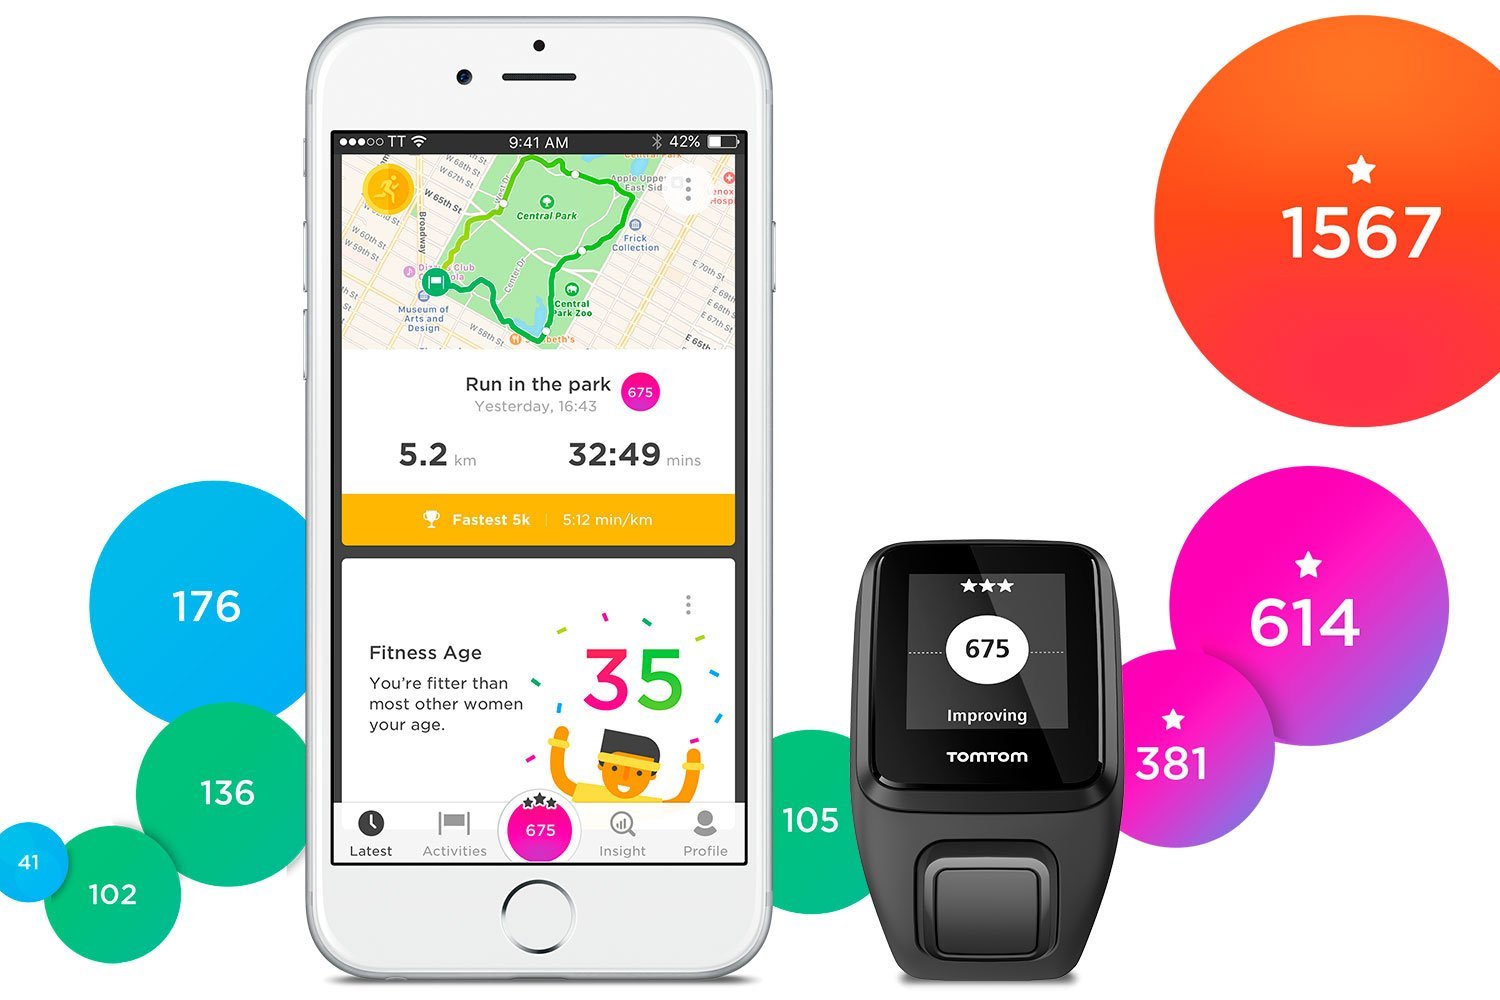 TT
9:41 AM
42%
W 68th St
W 67th St
W 65th St
W 60th St
W 59th St
W 58th St
Broadway
West Dr
Center Dr
Central Park
Upper
East Side
Frick
Collection
Museum of
Arts and
Design
Central
Park Zoo
E 70th St
E 68th St
E 67th St
E 65th
Run in the park
675
Yesterday, 16:43
5.2 km
32:49 mins
Fastest 5k
5:12 min/km
Fitness Age
You're fitter than
most other women
your age.
35
Latest
Activities
675
Insight
Profile
176
136
41
102
105
675
Improving
TOMTOM
1567
614
381